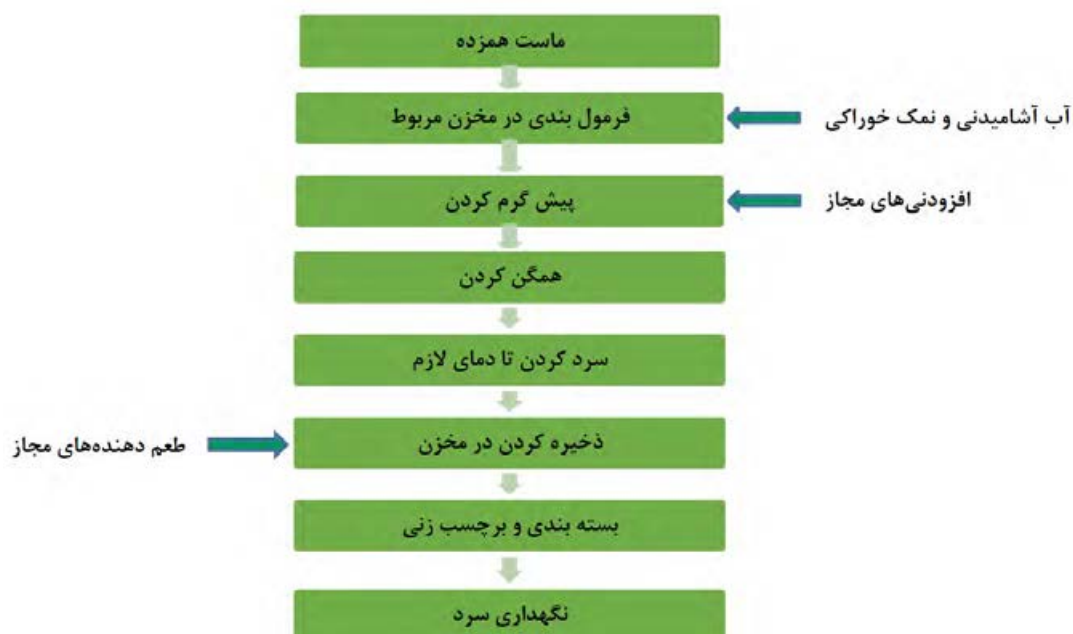 ماست همزده
فرمول بندی در مخزن مربوط
آب آشامیدنی و نمک خوراکی
پیش گرم کردن
افزودنی‌های مجاز
همگن کردن
سرد کردن تا دمای لازم
ذخیره کردن در مخزن
طعم دهنده‌های مجاز
بسته بندی و برچسب زنی
نگهداری سرد